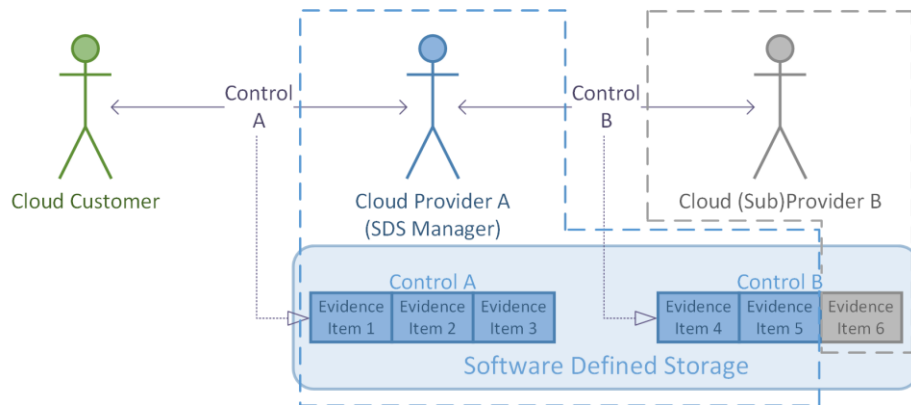 Control
A
Control
B
Cloud Customer
Cloud Provider A
(SDS Manager)
Cloud (Sub)Provider B
Control A
Control B
Evidence
Item 1
Evidence
Item 2
Evidence
Item 3
Evidence
Item 4
Evidence
Item 5
Evidence
Item 6
Software Defined Storage